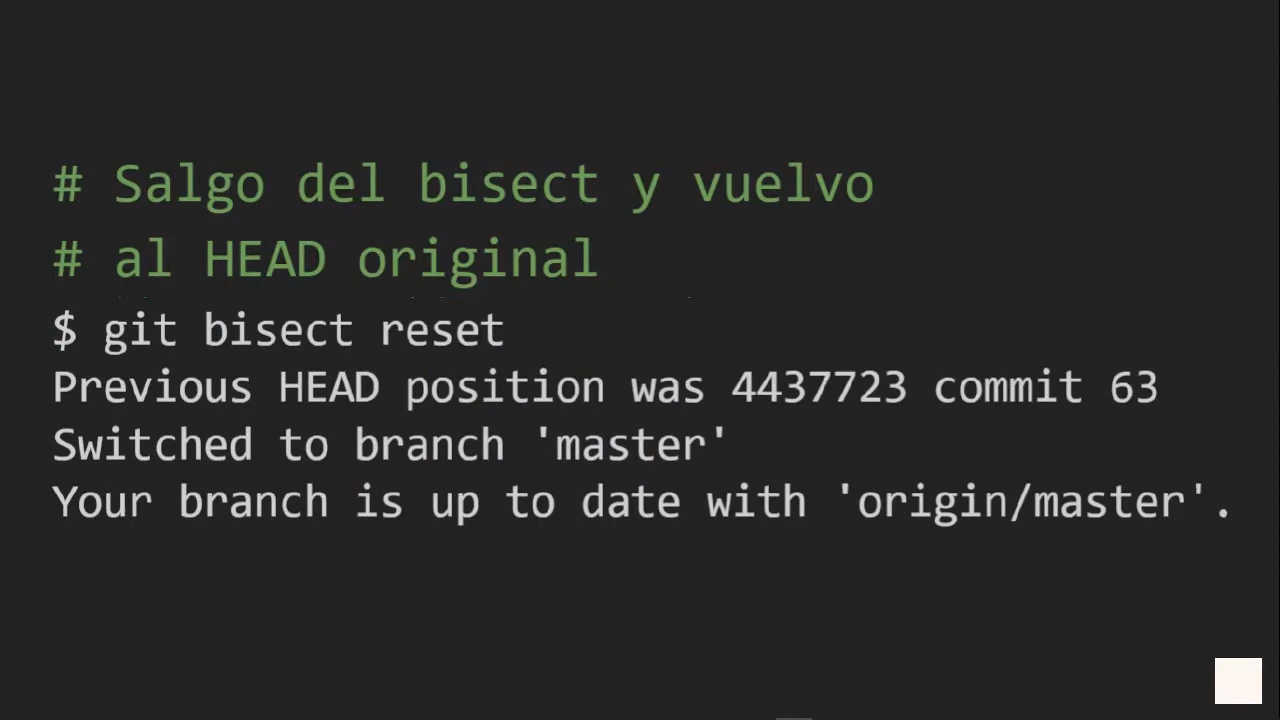 # Salgo del bisect y vuelvo
# al HEAD original
$ git bisect reset
Previous HEAD position was 4437723 commit 63
Switched to branch 'master'
Your branch is up to date with 'origin/master'.